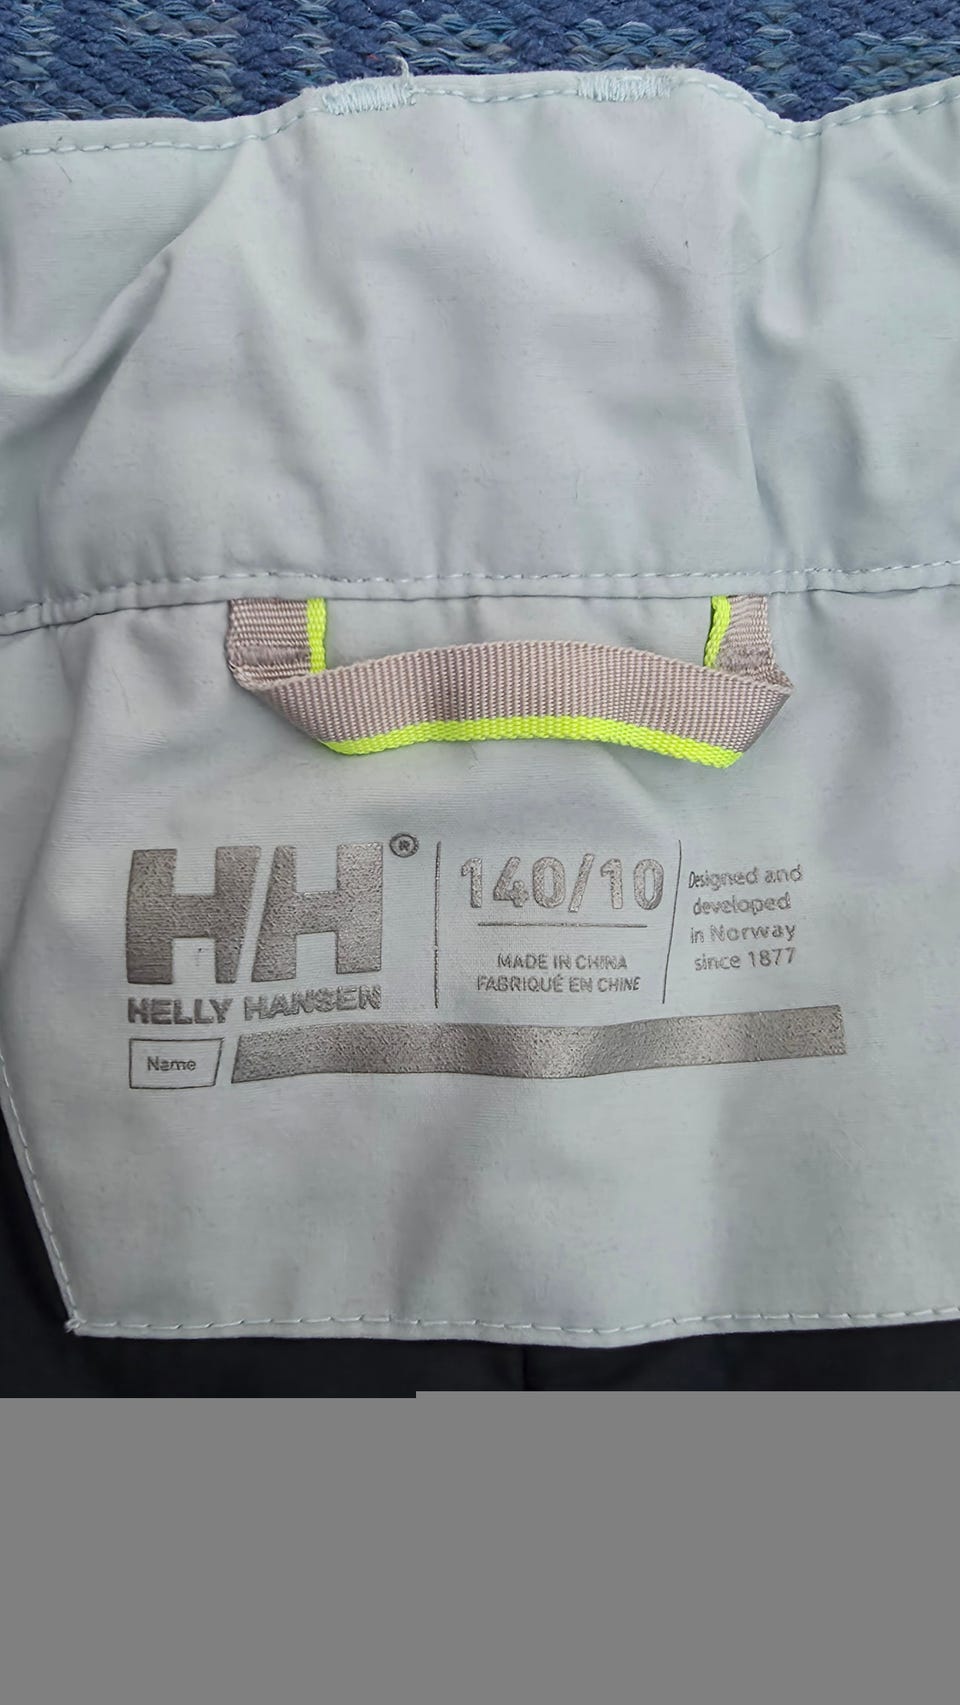 HH®
HELLY HANSEN
Name
140/10
MADE IN CHINA
FABRIQUÉ EN CHINE
Designed and
developed
in Norway
since 1877